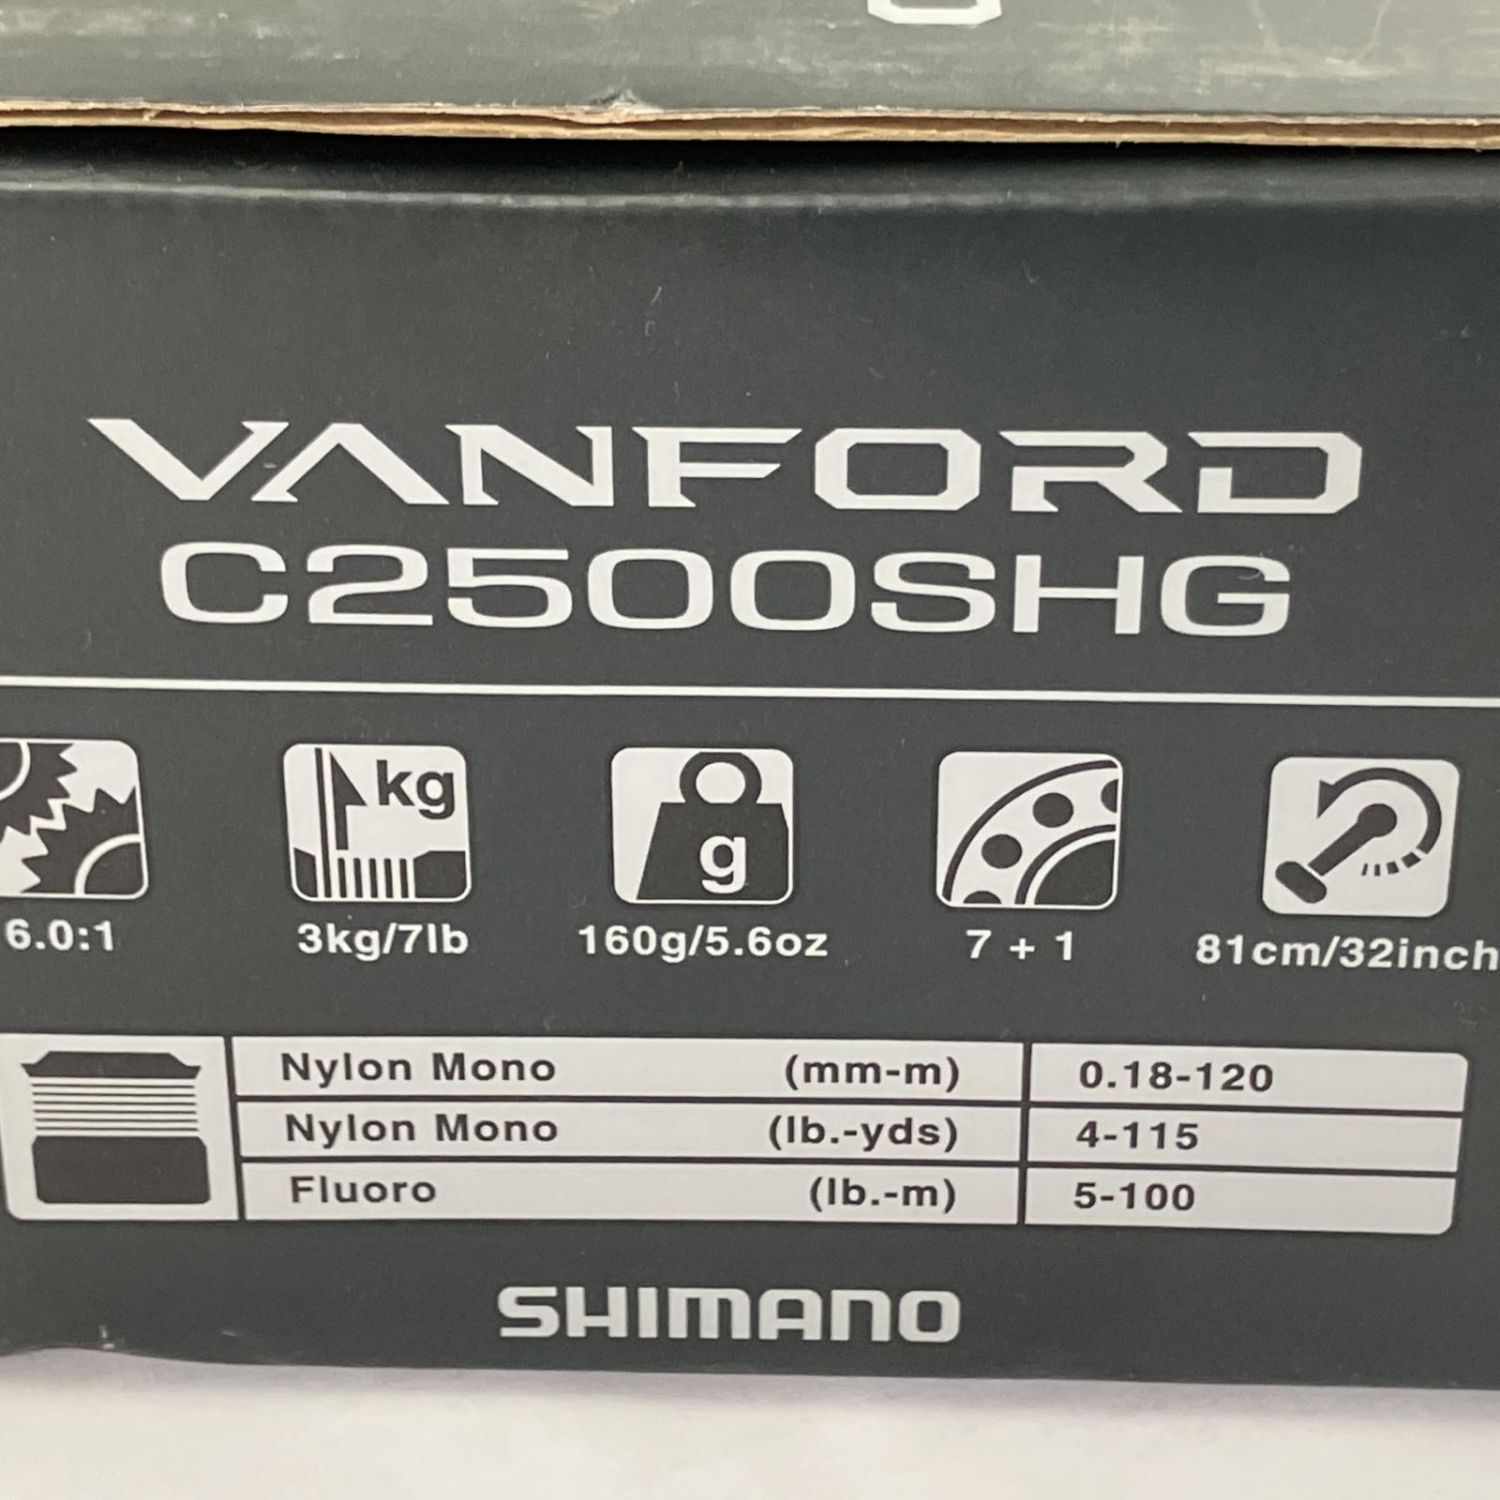 VANFORD
C2500SHG
kg
g
6.0:1 3kg/7lb 160g/5.6oz 7 + 1 81cm/32inch
Nylon Mono (mm-m) 0.18-120
Nylon Mono (lb.-yds) 4-115
Fluoro (lb.-m) 5-100
SHIMANO